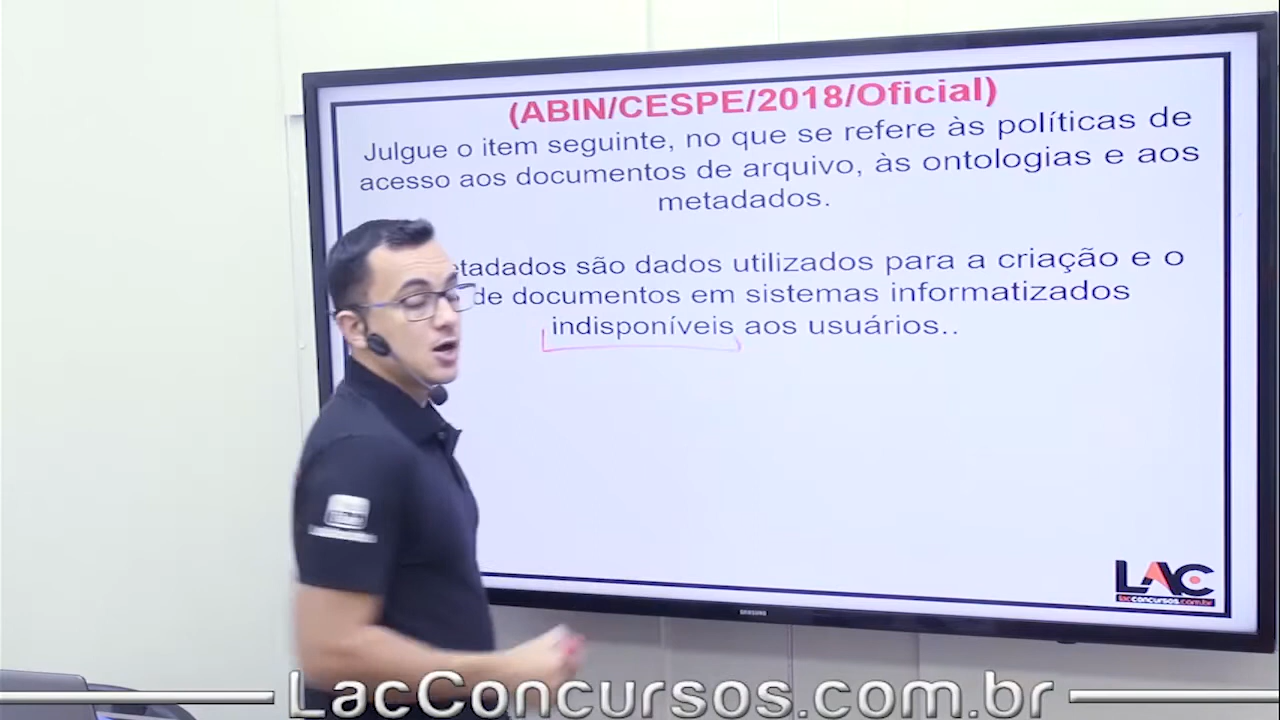 (ABIN/CESPE/2018/Oficial)
Julgue o item seguinte, no que se refere às políticas de
acesso aos documentos de arquivo, às ontologias e aos
metadados.
etadados são dados utilizados para a criação e o
de documentos em sistemas informatizados
indisponíveis aos usuários..
LAC
lacconcursos.com.br
SAMSUNG
LacConcursos.com.br